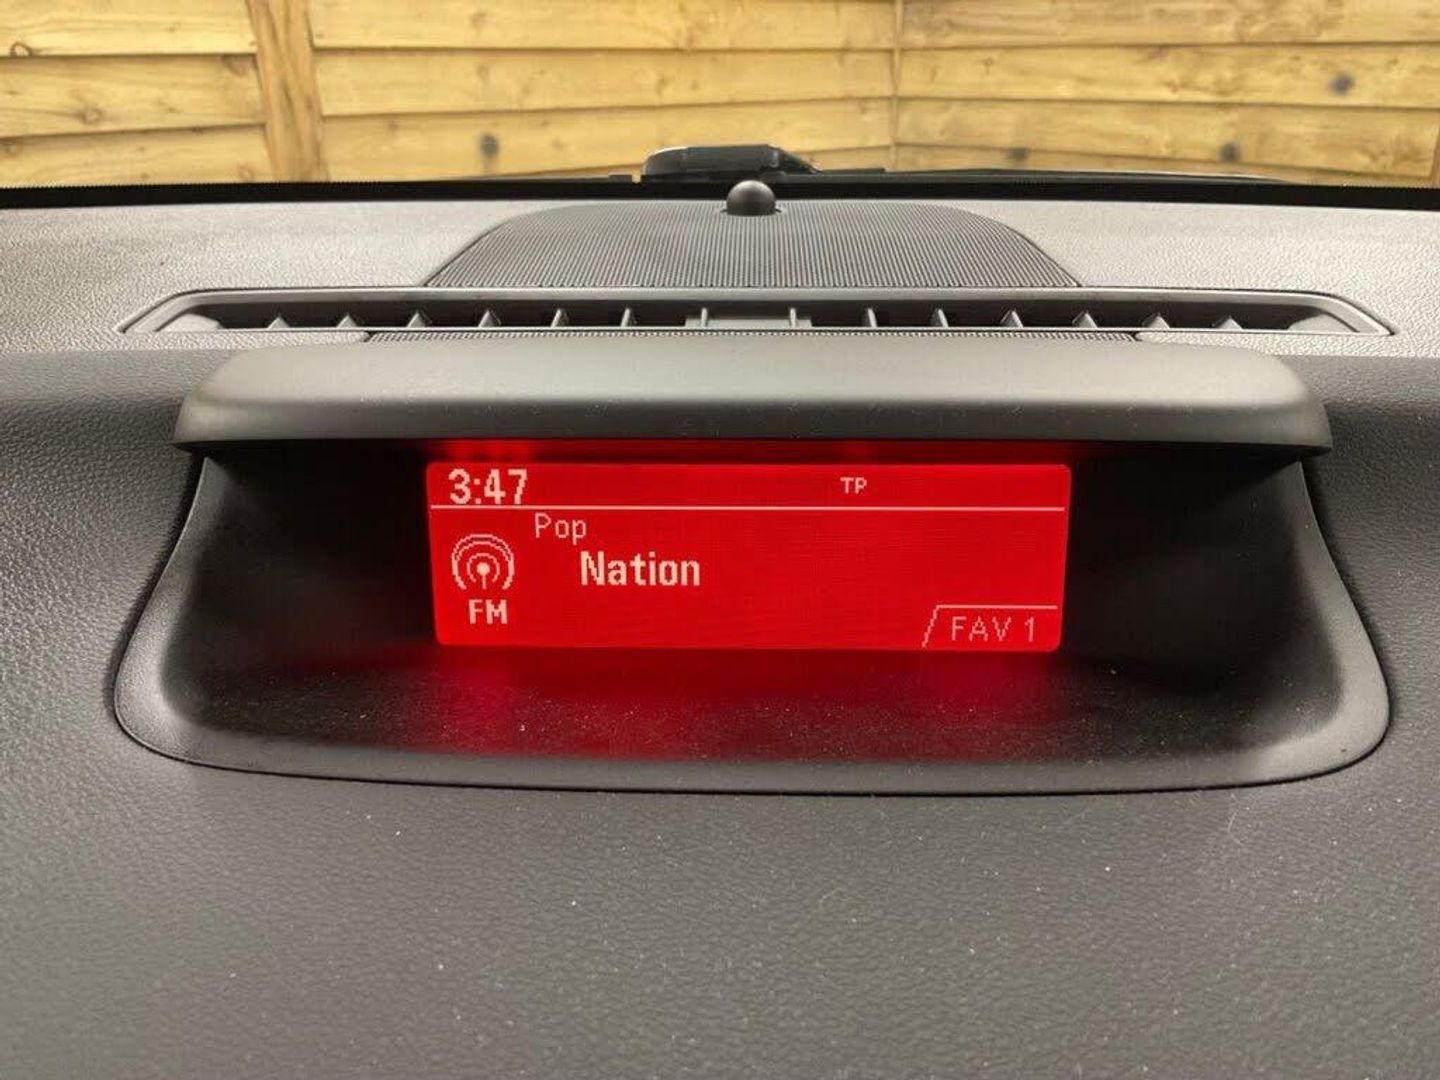 3:47 TP
Pop
Nation
FM
FAV 1